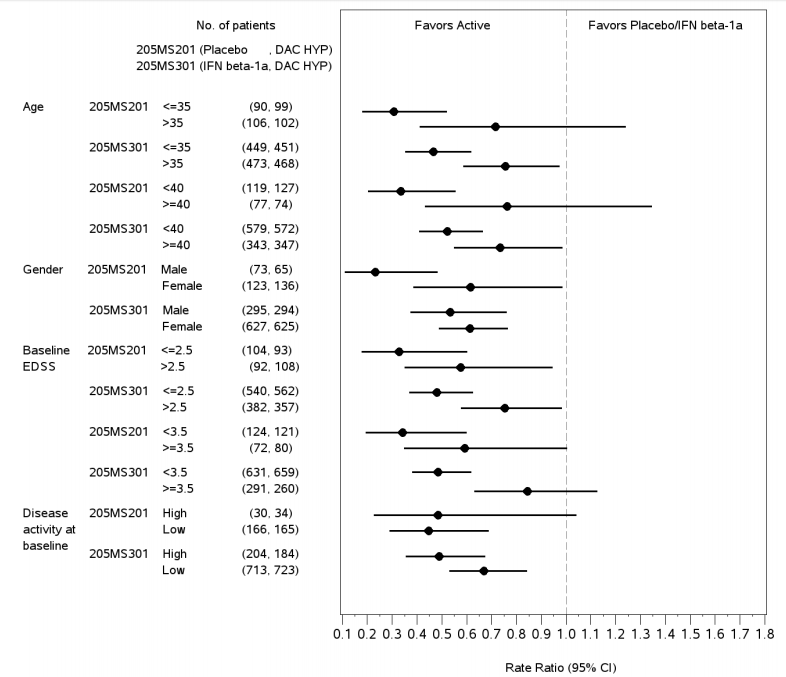 No. of patients Favors Active Favors Placebo/IFN beta-1a
205MS201 (Placebo , DAC HYP)
205MS301 (IFN beta-1a, DAC HYP)
Age 205MS201 <=35 (90, 99)
>35 (106, 102)
205MS301 <=35 (449, 451)
>35 (473, 468)
205MS201 <40 (119, 127)
>=40 (77, 74)
205MS301 <40 (579, 572)
>=40 (343, 347)
Gender 205MS201 Male (73, 65)
Female (123, 136)
205MS301 Male (295, 294)
Female (627, 625)
Baseline 205MS201 <=2.5 (104, 93)
EDSS >2.5 (92, 108)
205MS301 <=2.5 (540, 562)
>2.5 (382, 357)
205MS201 <3.5 (124, 121)
>=3.5 (72, 80)
205MS301 <3.5 (631, 659)
>=3.5 (291, 260)
Disease 205MS201 High (30, 34)
activity at Low (166, 165)
baseline 205MS301 High (204, 184)
Low (713, 723)
0.1 0.2 0.3 0.4 0.5 0.6 0.7 0.8 0.9 1.0 1.1 1.2 1.3 1.4 1.5 1.6 1.7 1.8
Rate Ratio (95% CI)